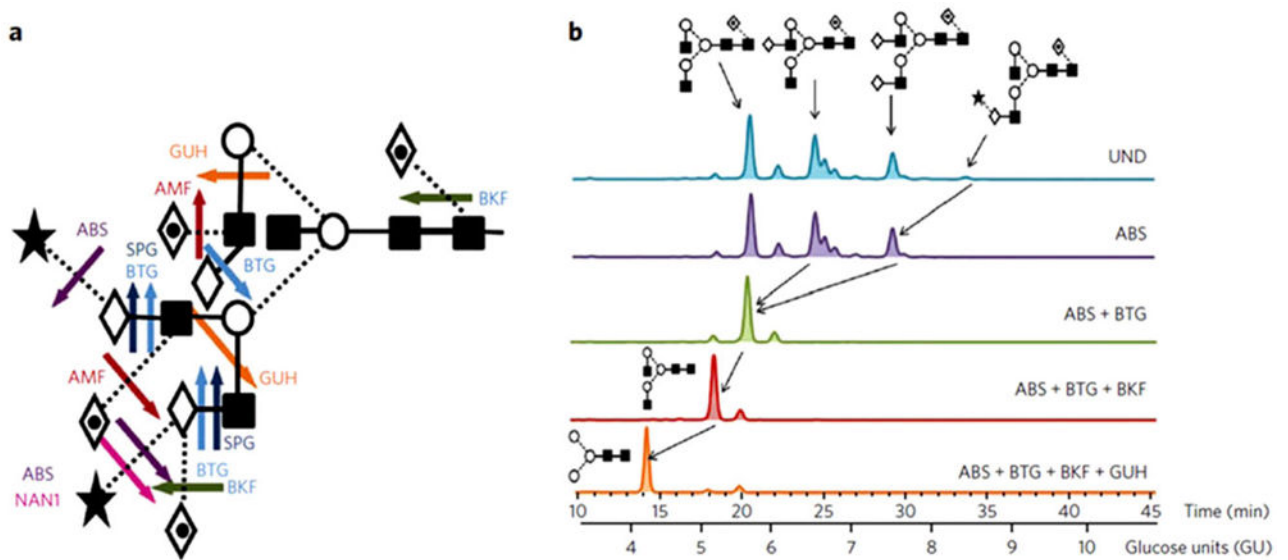 a
GUH
AMF
BKF
ABS
SPG
BTG
BTG
AMF
GUH
SPG
ABS
NAN1
BTG
BKF
b
UND
ABS
ABS + BTG
ABS + BTG + BKF
ABS + BTG + BKF + GUH
10 15 20 25 30 35 40 45 Time (min)
4 5 6 7 8 9 10 Glucose units (GU)